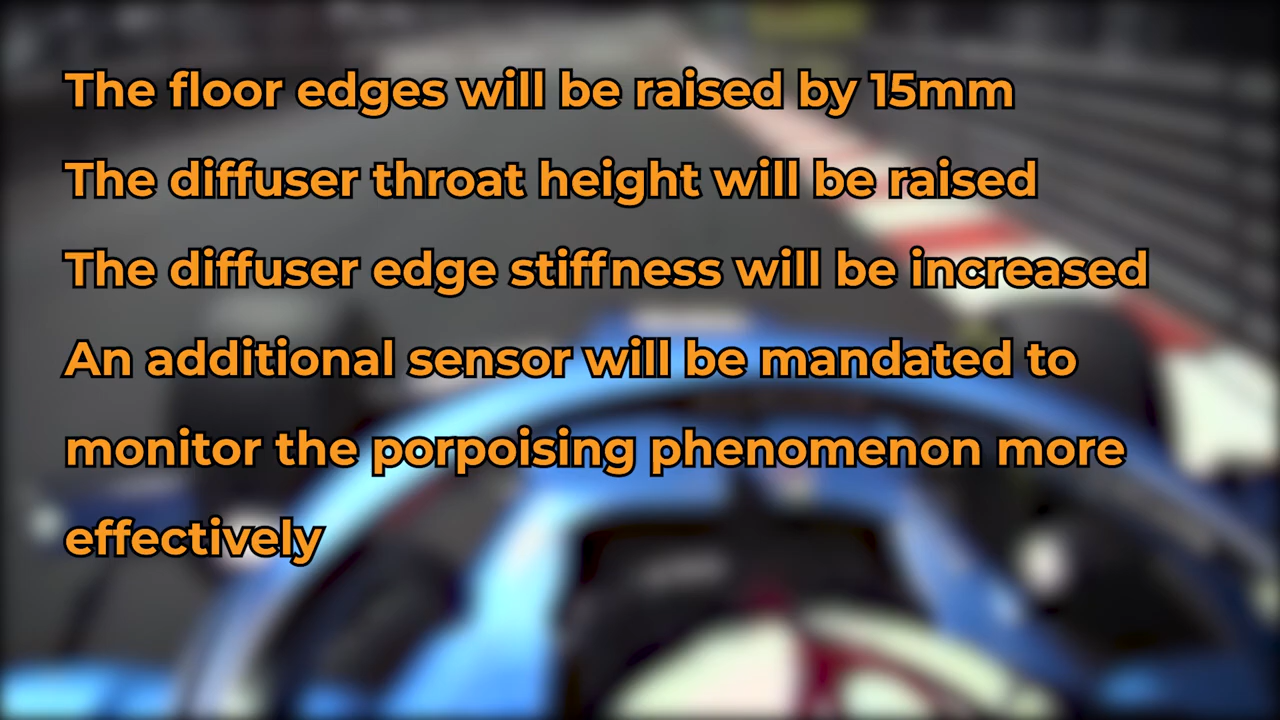 The floor edges will be raised by 15mm
The diffuser throat height will be raised
The diffuser edge stiffness will be increased
An additional sensor will be mandated to
monitor the porpoising phenomenon more
effectively